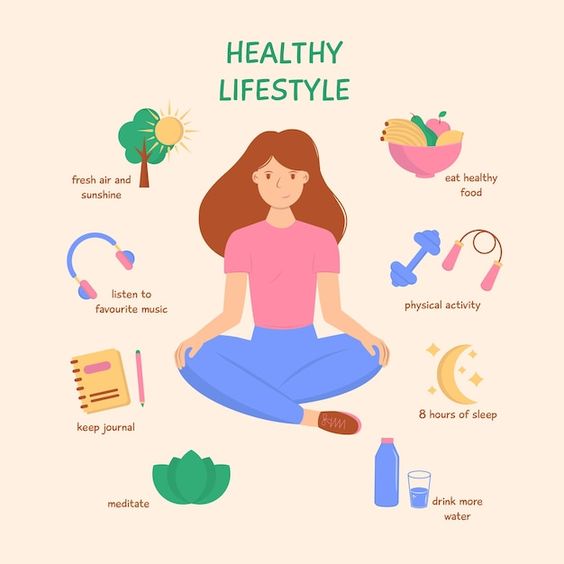 HEALTHY
LIFESTYLE
fresh air and
sunshine
eat healthy
food
listen to
favourite music
physical activity
keep journal
8 hours of sleep
meditate
drink more
water